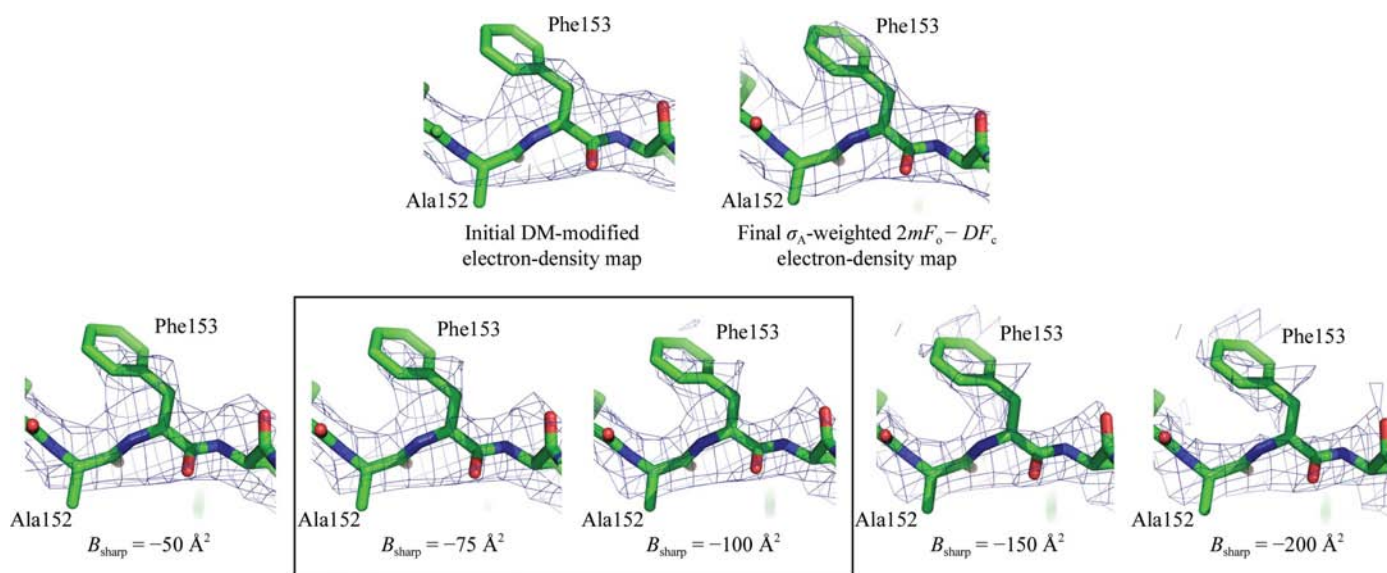 Phe153
Phe153
Ala152
Ala152
Initial DM-modified
electron-density map
Final σA-weighted 2mFo − DFc
electron-density map
Phe153
Phe153
Phe153
Phe153
Phe153
Ala152
Ala152
Ala152
Ala152
Ala152
Bsharp = −50 Å²
Bsharp = −75 Å²
Bsharp = −100 Å²
Bsharp = −150 Å²
Bsharp = −200 Å²